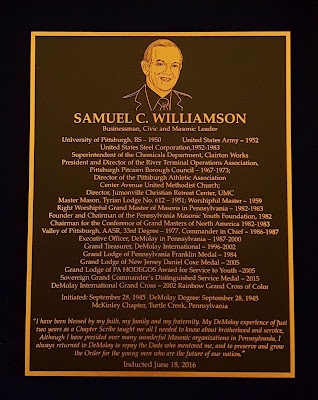 SAMUEL C. WILLIAMSON
Businessman, Civic and Masonic Leader
University of Pittsburgh, BS – 1950 United States Army – 1952
United States Steel Corporation, 1952-1983
Superintendent of the Chemicals Department, Clairton Works
President and Director of the River Terminal Operations Association,
Pittsburgh Pitcairn Borough Council – 1967-1973;
Director of the Pittsburgh Athletic Association
Center Avenue United Methodist Church;
Director, Jumonville Christian Retreat Center, UMC
Master Mason, Tyrian Lodge No. 612 – 1951; Worshipful Master – 1959
Right Worshipful Grand Master of Masons in Pennsylvania – 1982-1983
Founder and Chairman of the Pennsylvania Masonic Youth Foundation, 1982
Chairman for the Conference of Grand Masters of North America 1982-1983
Valley of Pittsburgh, AASR, 33rd Degree – 1977, Commander in Chief – 1986-1987
Executive Officer, DeMolay in Pennsylvania – 1987-2000
Grand Treasurer, DeMolay International – 1996-2002
Grand Lodge of Pennsylvania Franklin Medal – 1984
Grand Lodge of New Jersey Daniel Coxe Medal – 2005
Grand Lodge of PA HODEGOS Award for Service to Youth –2005
Sovereign Grand Commander's Distinguished Service Medal – 2015
DeMolay International Grand Cross – 2002 Rainbow Grand Cross of Color
Initiated: September 28, 1945 DeMolay Degree: September 28, 1945
McKinley Chapter, Turtle Creek, Pennsylvania
"I have been blessed by my faith, my family and my fraternity. My DeMolay experience of just
two years as a Chapter Scribe taught me all I needed to know about brotherhood and service,
Although I have presided over many wonderful Masonic organizations in Pennsylvania, I
always returned to DeMolay to repay the Dads who mentored me, and to preserve and grow
the Order for the young men who are the future of our nation."
Inducted June 18, 2016